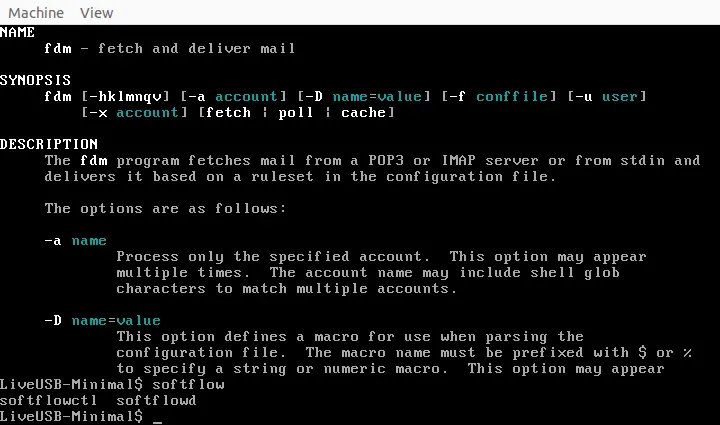 Machine View
NAME
fdm - fetch and deliver mail
SYNOPSIS
fdm [-hklmnqv] [-a account] [-D name=value] [-f conffile] [-u user]
[-x account] [fetch | poll | cache]
DESCRIPTION
The fdm program fetches mail from a POP3 or IMAP server or from stdin and
delivers it based on a ruleset in the configuration file.
The options are as follows:
-a name
Process only the specified account.  This option may appear
multiple times.  The account name may include shell glob
characters to match multiple accounts.
-D name=value
This option defines a macro for use when parsing the
configuration file.  The macro name must be prefixed with $ or %
to specify a string or numeric macro.  This option may appear
LiveUSB-Minimal$ softflow
softflowctl  softflowd
LiveUSB-Minimal$ _